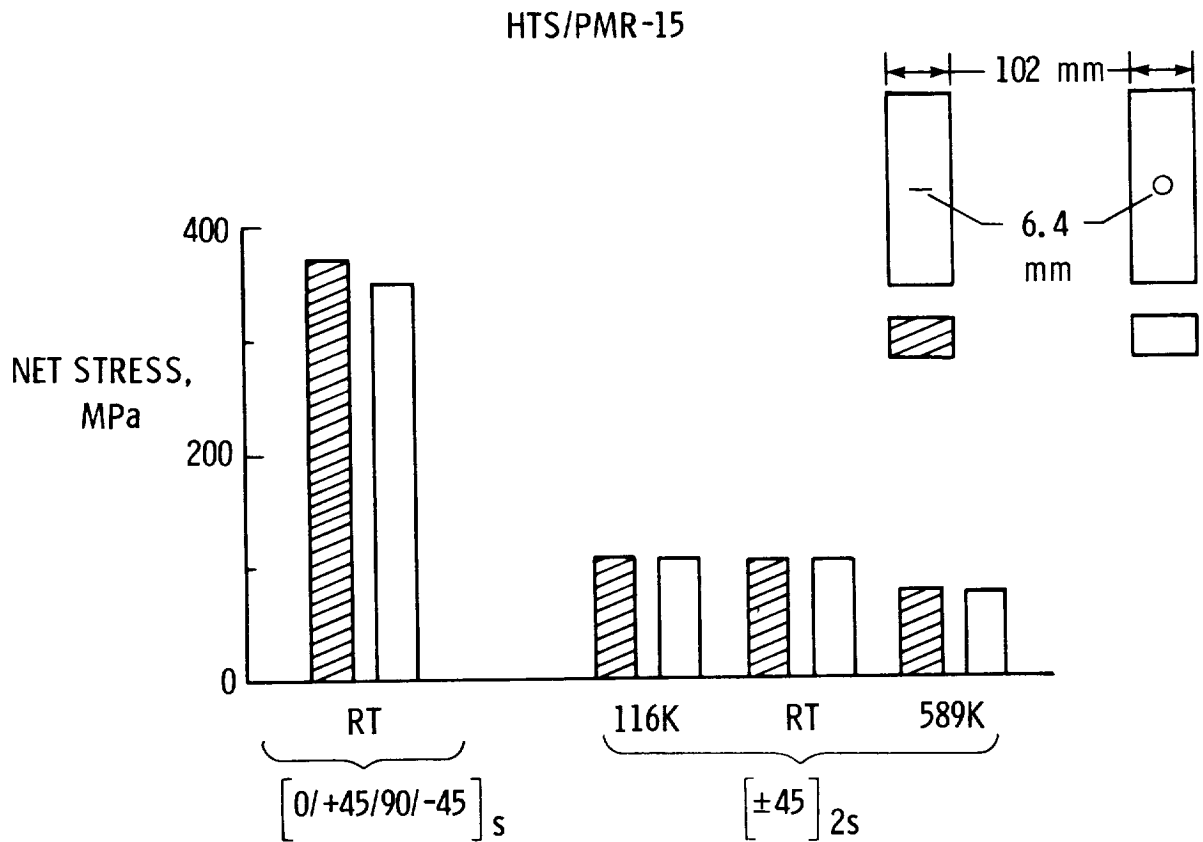 HTS/PMR-15
102 mm
6.4
mm
400
NET STRESS,
MPa
200
0
RT
116K RT 589K
[0/+45/90/-45]s
[±45]2s